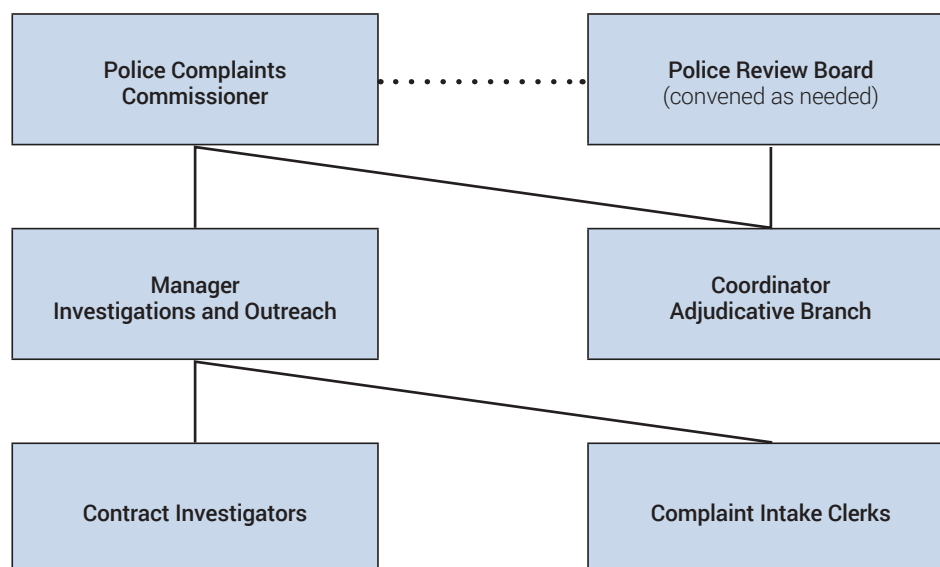 Police Complaints
Commissioner
Police Review Board
(convened as needed)
Manager
Investigations and Outreach
Coordinator
Adjudicative Branch
Contract Investigators
Complaint Intake Clerks